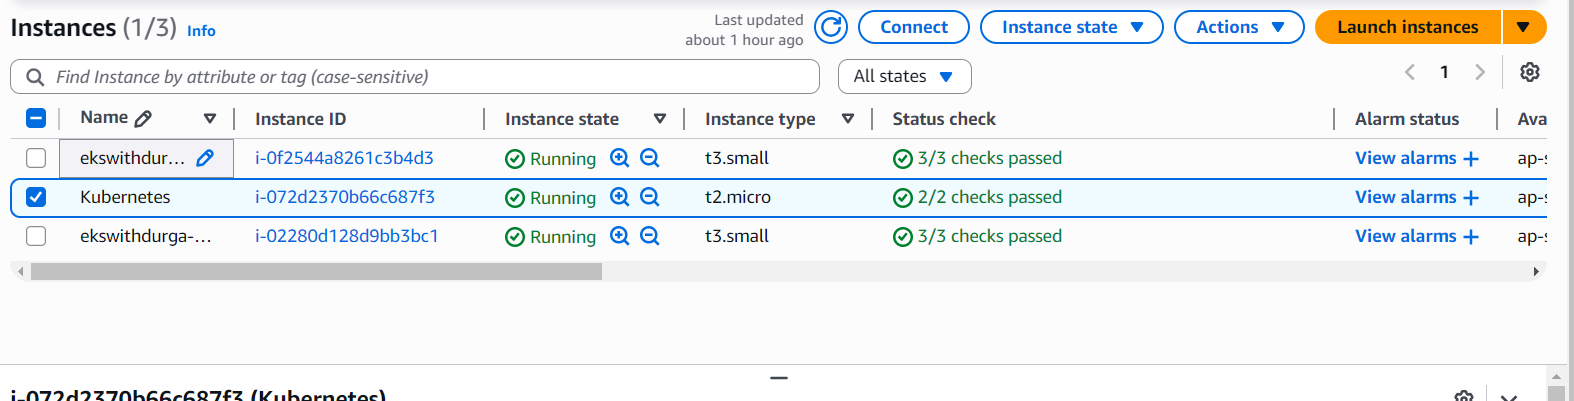 Instances (1/3) Info
Last updated
about 1 hour ago
Connect
Instance state
Actions
Launch instances
Find Instance by attribute or tag (case-sensitive)
All states
1
Name Instance ID Instance state Instance type Status check Alarm status Ava
ekswithdur... i-0f2544a8261c3b4d3 Running t3.small 3/3 checks passed View alarms + ap-s
Kubernetes i-072d2370b66c687f3 Running t2.micro 2/2 checks passed View alarms + ap-s
ekswithdurga-... i-02280d128d9bb3bc1 Running t3.small 3/3 checks passed View alarms + ap-s
i-072d2370b66c687f3 (Kubernetes)